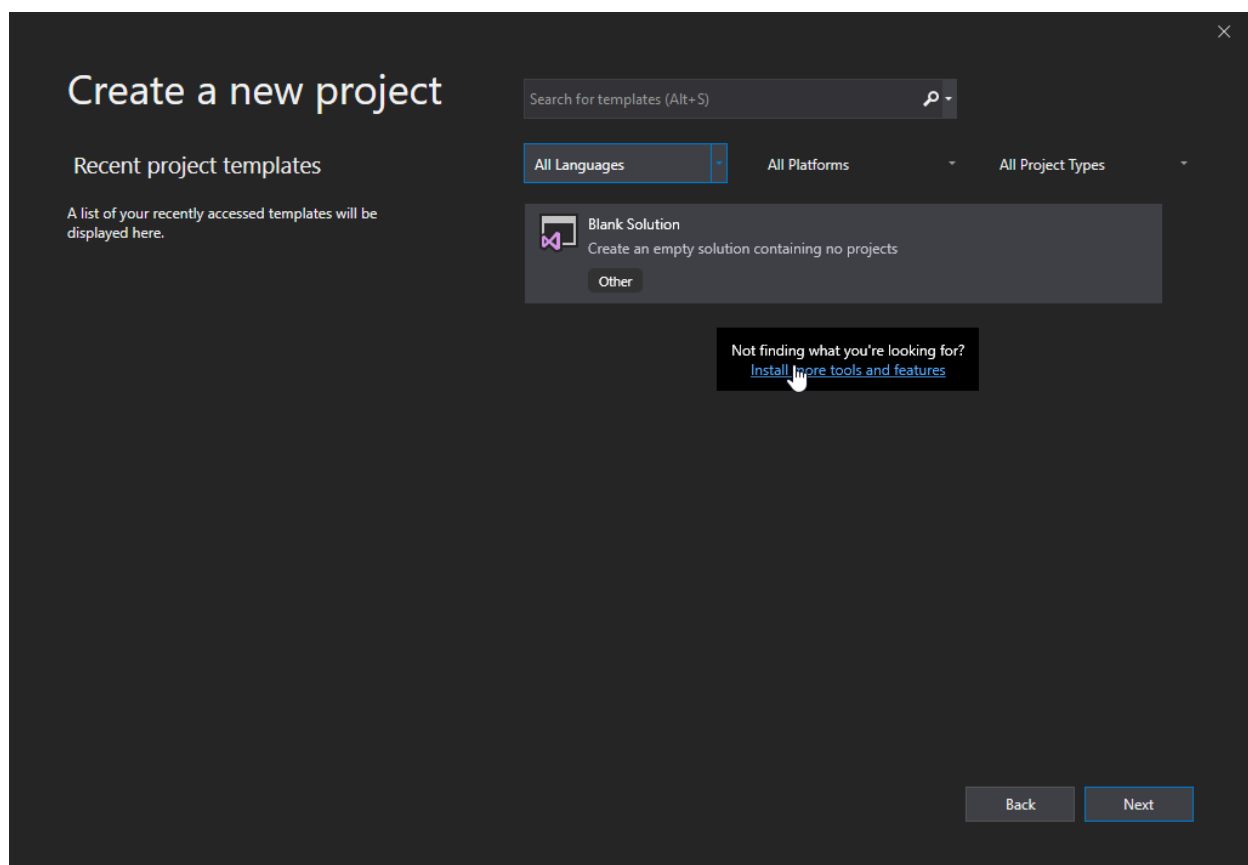 Create a new project
Search for templates (Alt+S)
Recent project templates
All Languages
All Platforms
All Project Types
A list of your recently accessed templates will be
displayed here.
Blank Solution
Create an empty solution containing no projects
Other
Not finding what you're looking for?
Install more tools and features
Back
Next